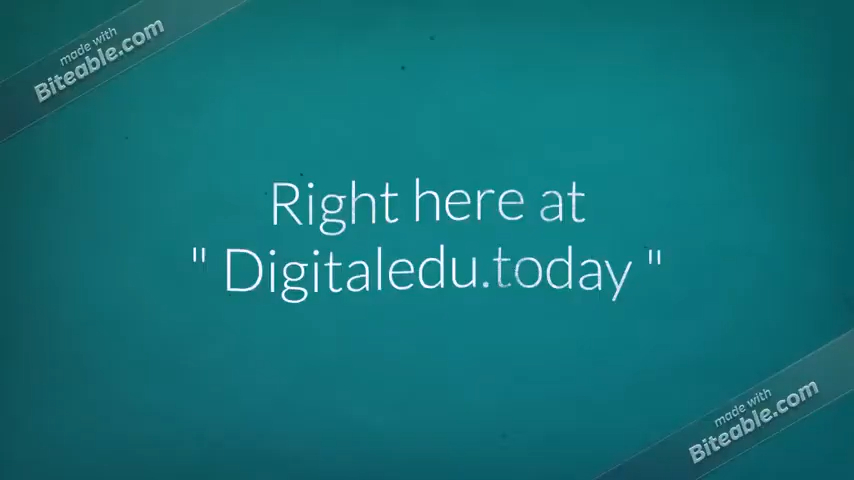 made with
Biteable.com
Right here at
" Digitaledu.today "
made with
Biteable.com